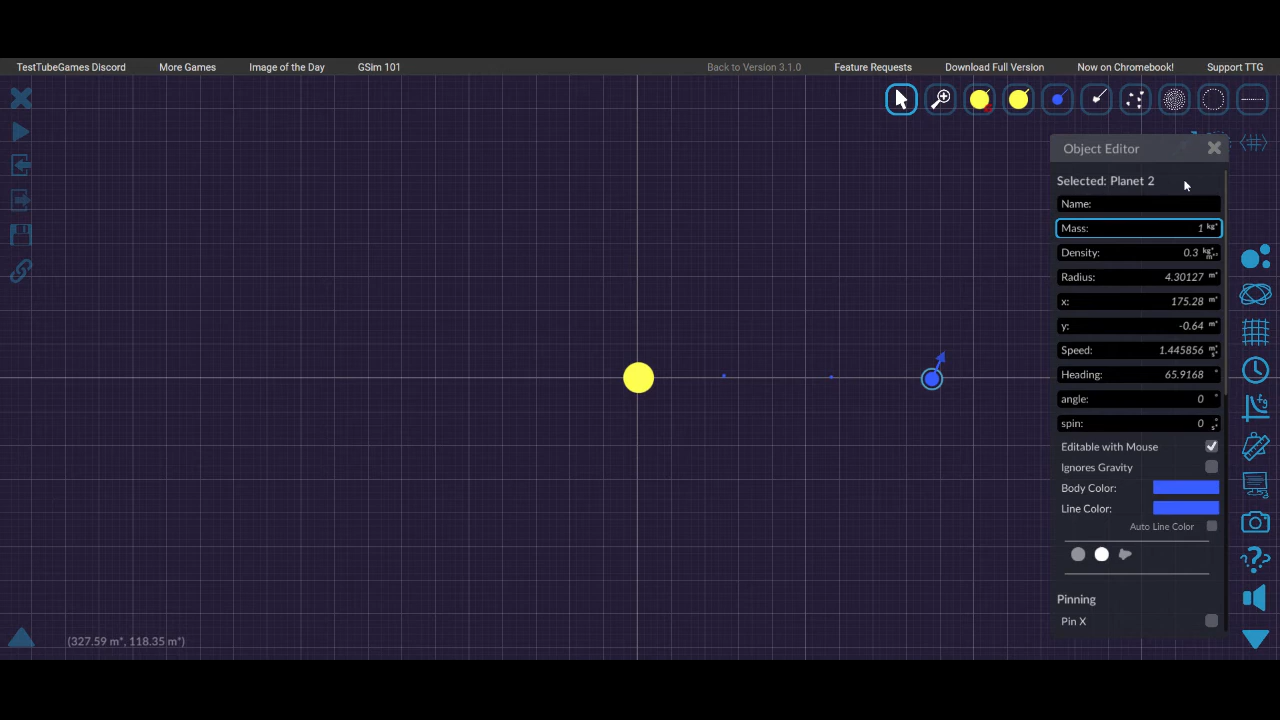 TestTubeGames Discord More Games Image of the Day GSim 101 Back to Version 3.1.0 Feature Requests Download Full Version Now on Chromebook! Support TTG
Object Editor
Selected: Planet 2
Name:
Mass: 1 kg*
Density: 0.3 kg*/m*²
Radius: 4.30127 m*
x: 175.28 m*
y: -0.64 m*
Speed: 1.445856 m*/s*
Heading: 65.9168 °
angle: 0 °
spin: 0 °/s*
Editable with Mouse
Ignores Gravity
Body Color:
Line Color:
Auto Line Color
Pinning
Pin X
(327.59 m*, 118.35 m*)